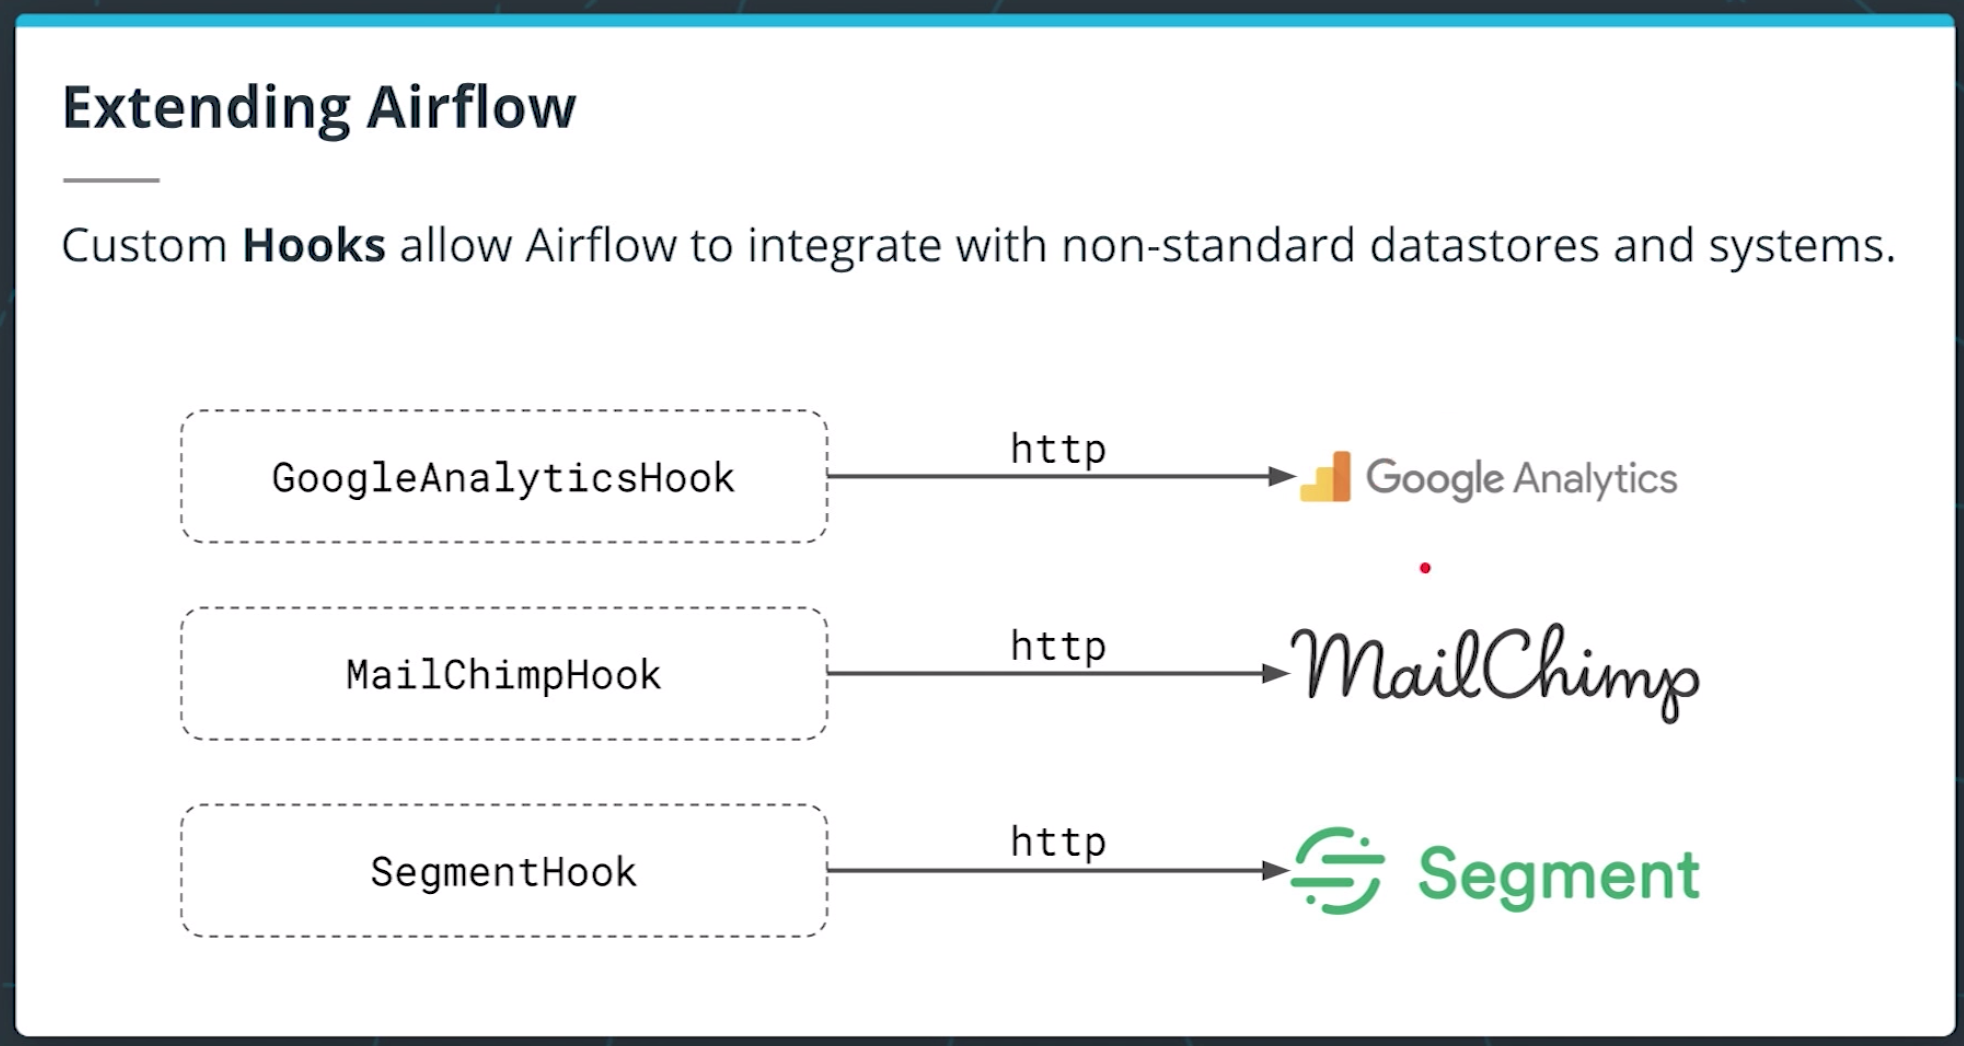 Extending Airflow
Custom Hooks allow Airflow to integrate with non-standard datastores and systems.
GoogleAnalyticsHook
http
Google Analytics
MailChimpHook
http
MailChimp
SegmentHook
http
Segment